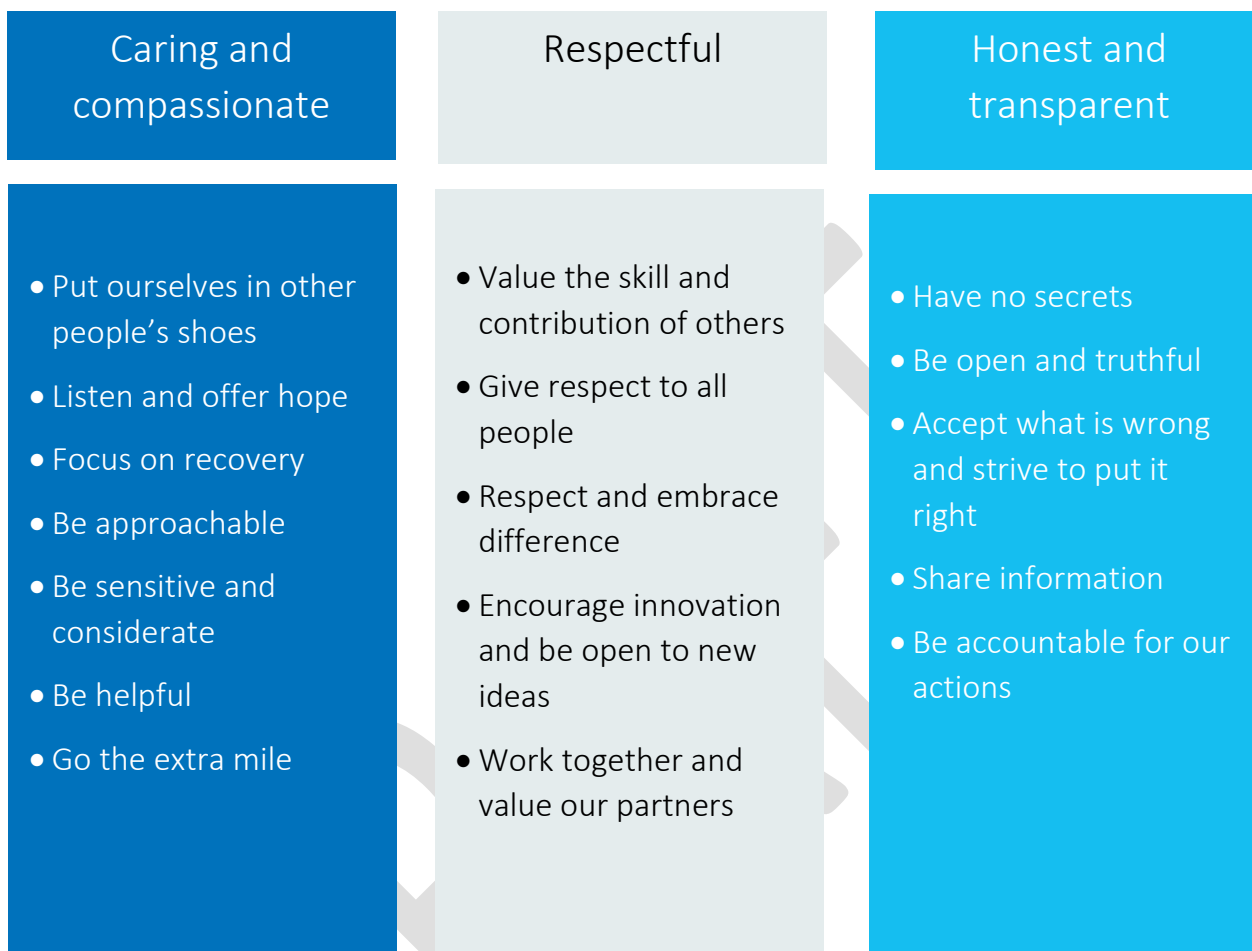 Caring and
compassionate
• Put ourselves in other
people’s shoes
• Listen and offer hope
• Focus on recovery
• Be approachable
• Be sensitive and
considerate
• Be helpful
• Go the extra mile
Respectful
• Value the skill and
contribution of others
• Give respect to all
people
• Respect and embrace
difference
• Encourage innovation
and be open to new
ideas
• Work together and
value our partners
Honest and
transparent
• Have no secrets
• Be open and truthful
• Accept what is wrong
and strive to put it
right
• Share information
• Be accountable for our
actions